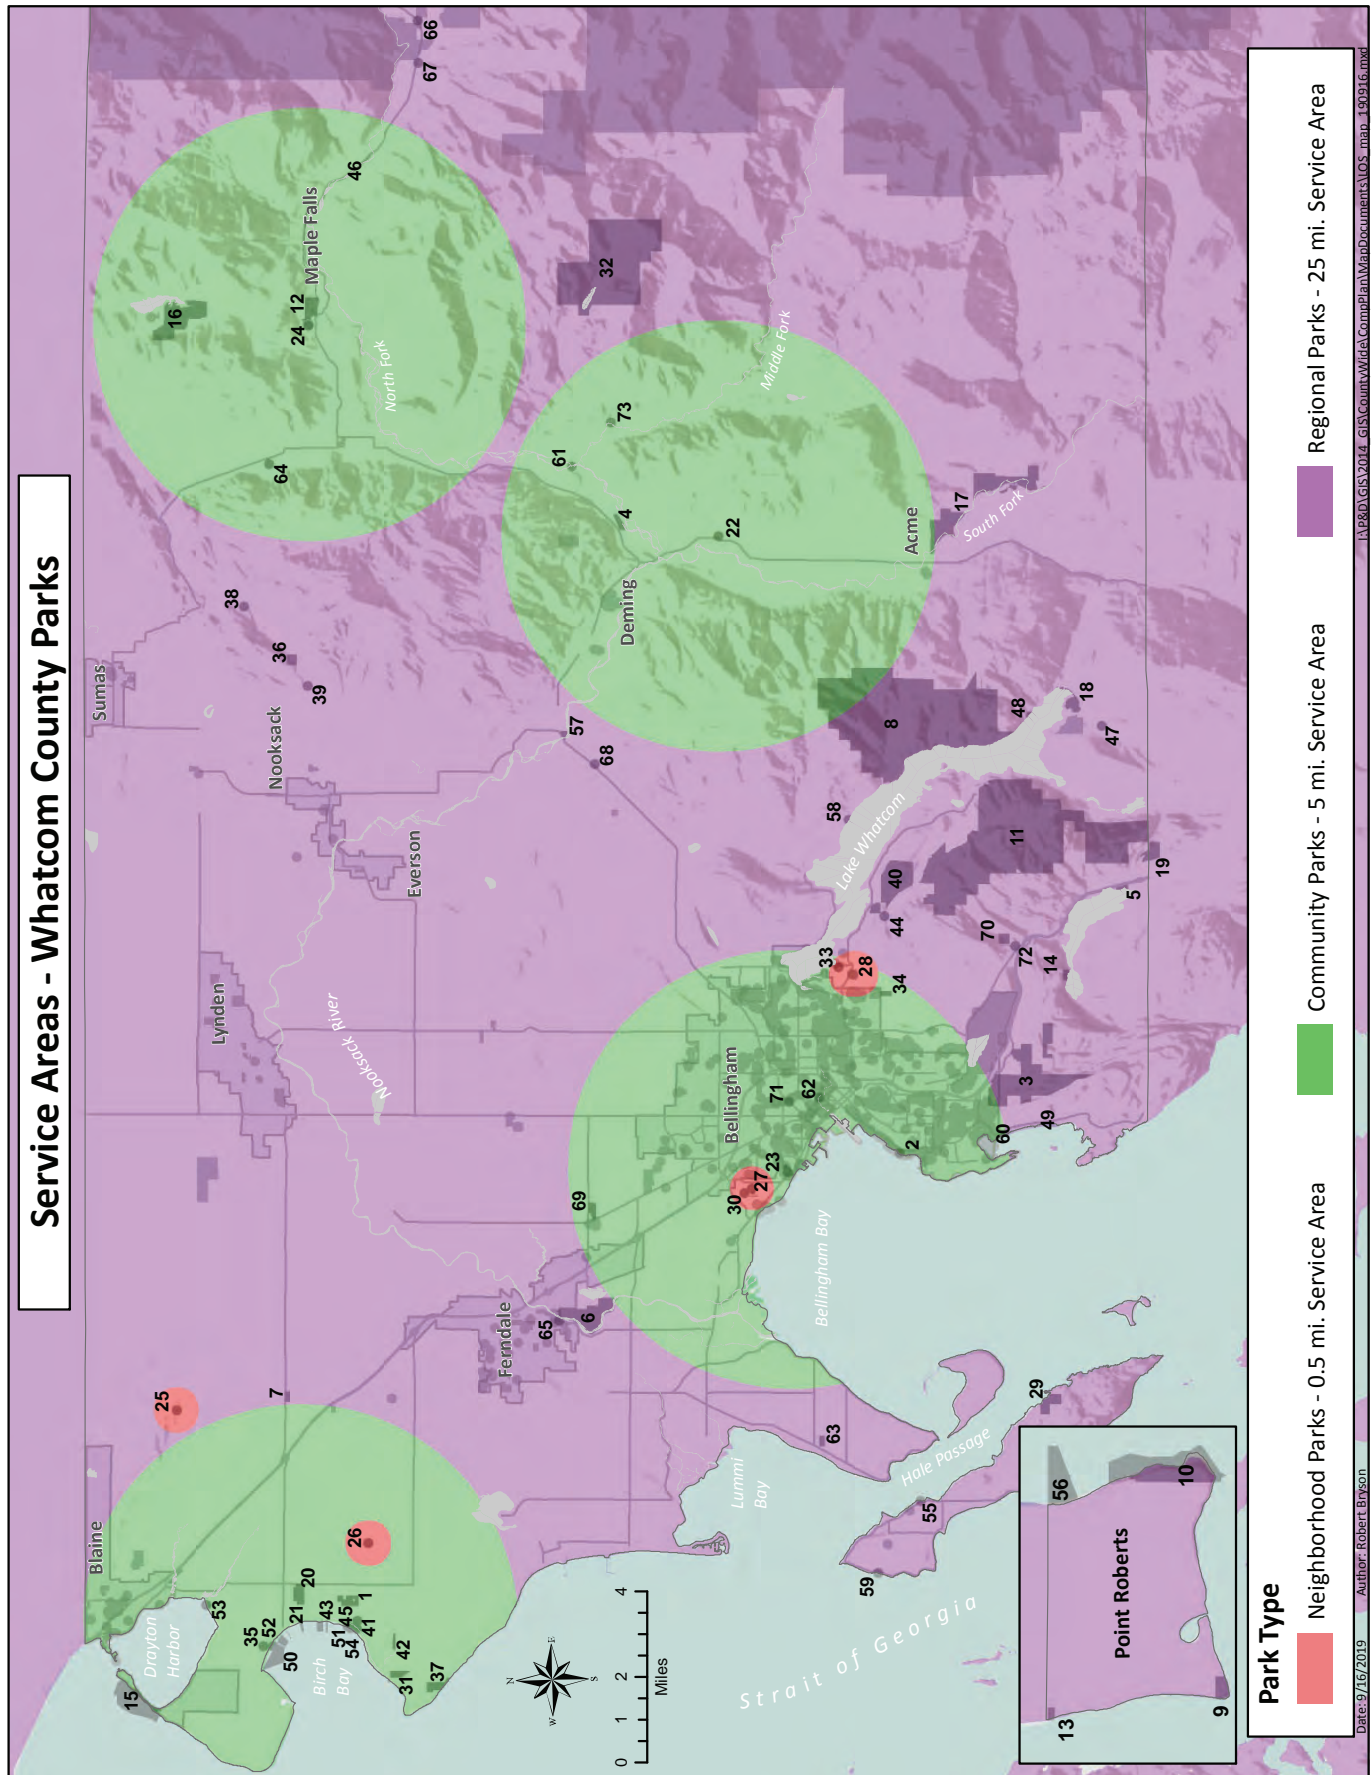 Service Areas - Whatcom County Parks
Blaine
Drayton
Harbor
15
53
35
52
50
21
20
43
45
1
51
54
41
Birch
Bay
42
31
37
25
26
7
Sumas
Lynden
Nooksack
Everson
Nooksack River
38
36
39
64
16
24
12
Maple Falls
46
North Fork
66
67
32
Middle Fork
61
73
4
22
Deming
57
68
Acme
17
South Fork
Ferndale
65
6
69
Bellingham
30
27
23
71
62
33
28
34
2
60
49
3
Bellingham Bay
Lake Whatcom
58
8
48
18
47
11
40
44
70
72
14
5
19
Lummi
Bay
63
Hale Passage
29
55
59
Strait of Georgia
N
E
S
W
0
1
2
4
Miles
Point Roberts
13
56
9
10
Park Type
Neighborhood Parks - 0.5 mi. Service Area
Community Parks - 5 mi. Service Area
Regional Parks - 25 mi. Service Area
Date: 9/16/2019
Author: Robert Bryson
I:\P&D\GIS\2014_GIS\CountyWide\CompPlan\MapDocuments\LOS_map_190916.mxd